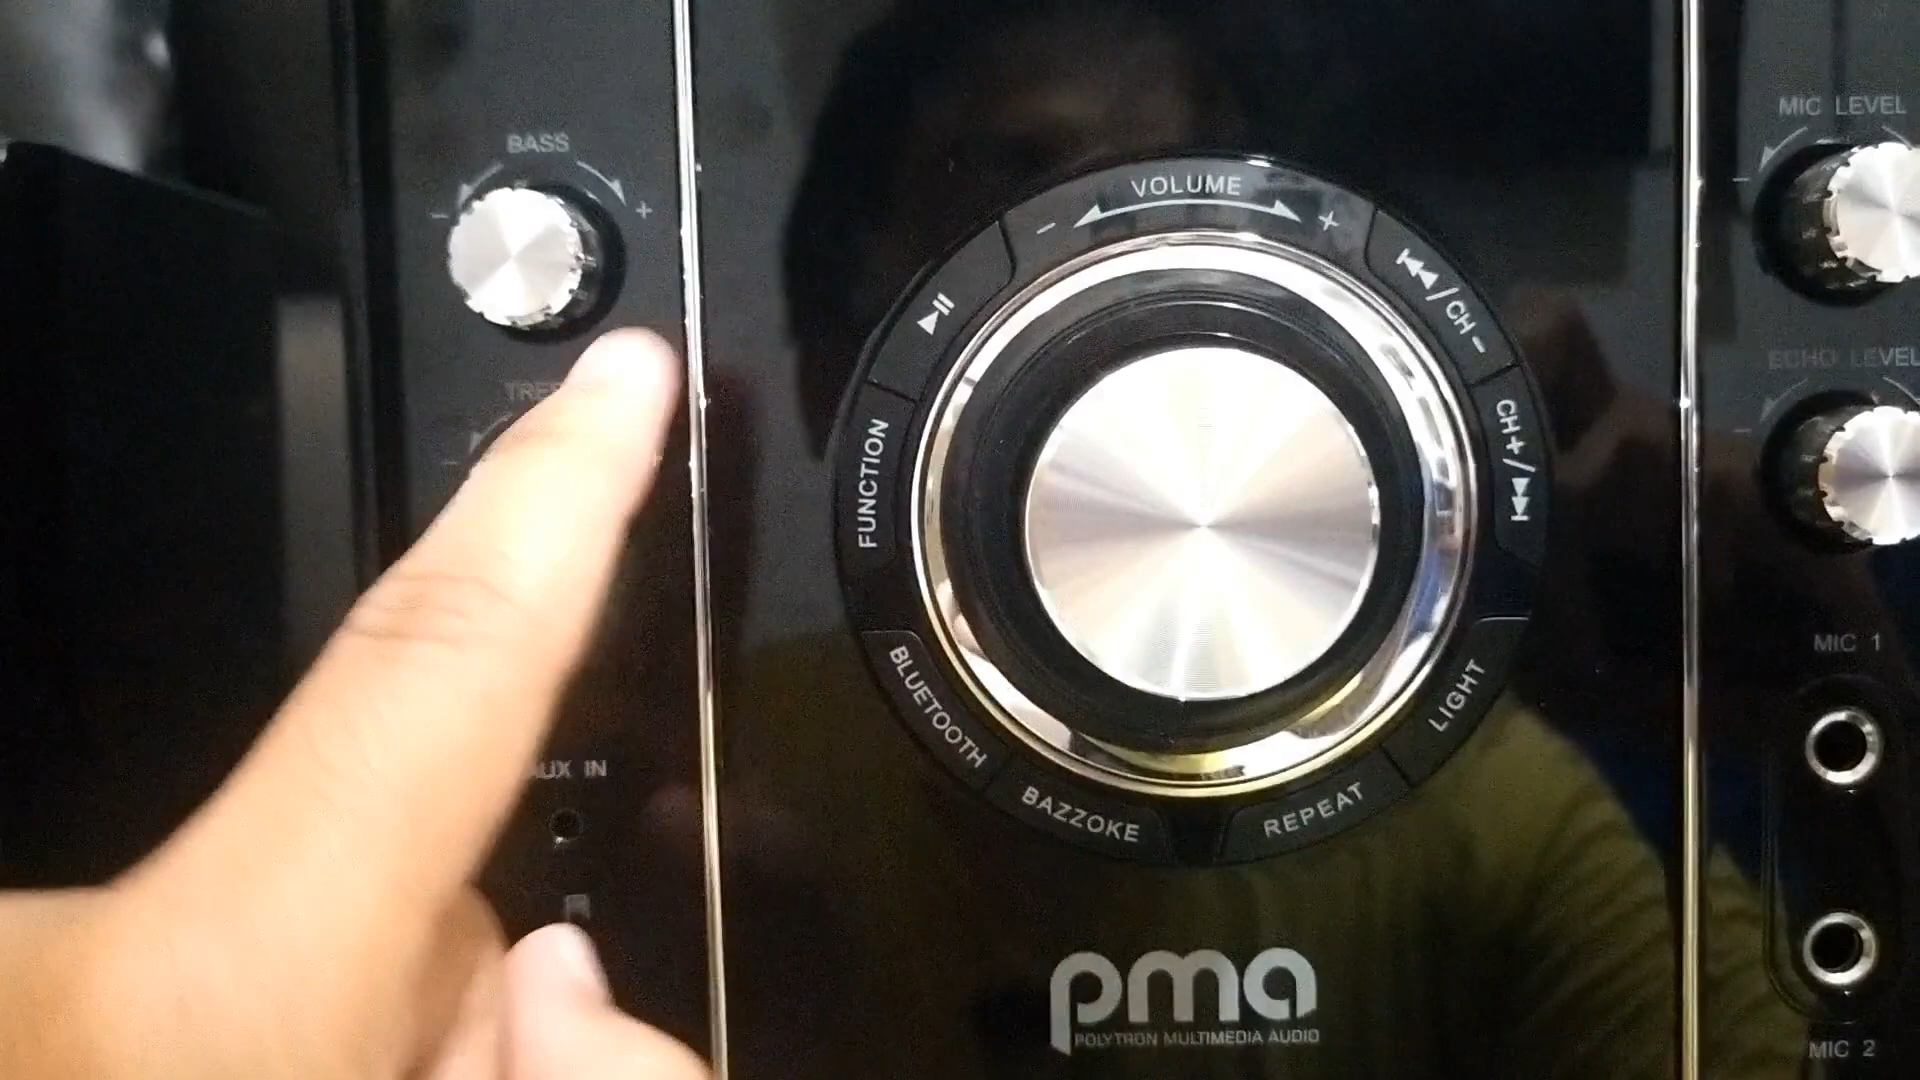 BASS
- +
AUX IN
VOLUME
- +
/CH -
CH+/
FUNCTION
BLUETOOTH
BAZZOKE
REPEAT
LIGHT
pma
POLYTRON MULTIMEDIA AUDIO
MIC LEVEL
-
ECHO LEVEL
-
MIC 1
MIC 2